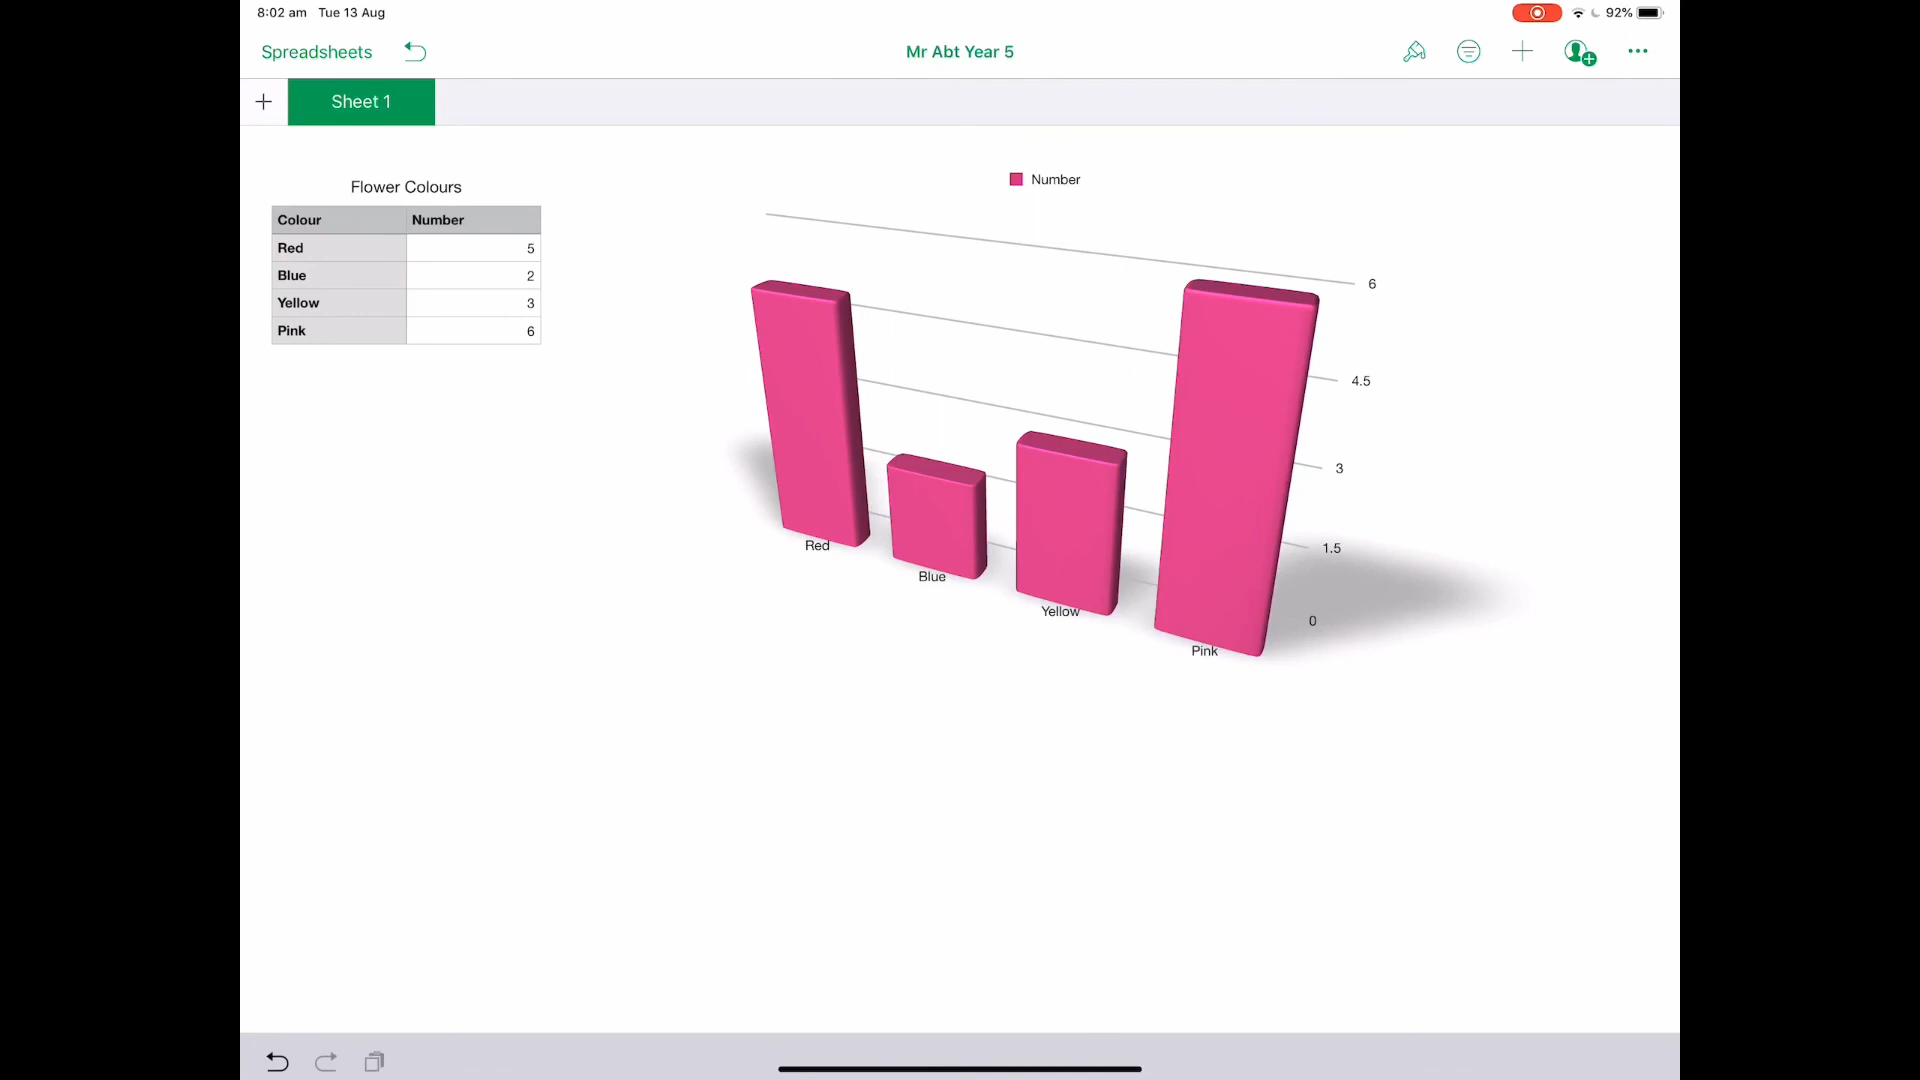 8:02 am Tue 13 Aug
92%
Spreadsheets
Mr Abt Year 5
Sheet 1
Flower Colours
Colour Number
Red 5
Blue 2
Yellow 3
Pink 6
Number
6
4.5
3
1.5
0
Red
Blue
Yellow
Pink